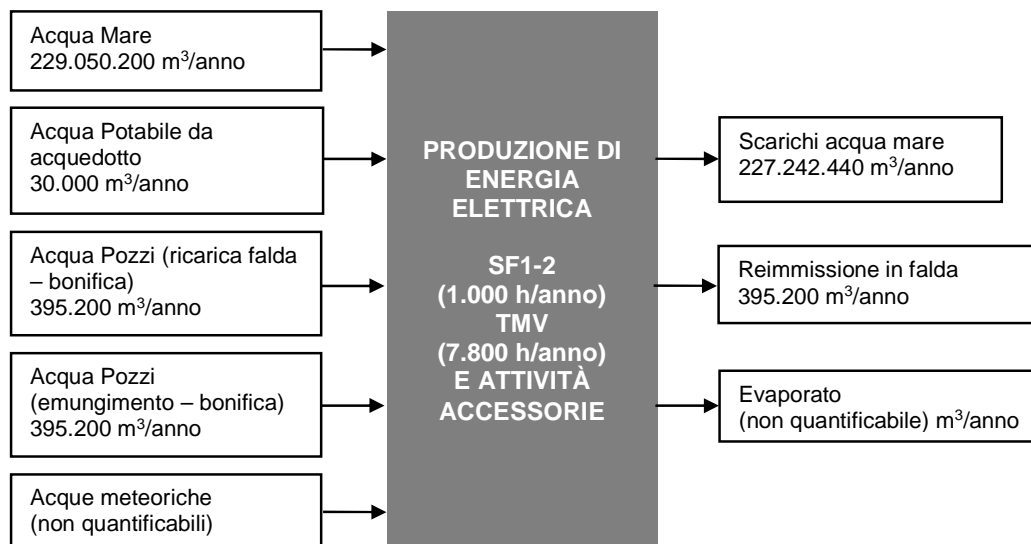 Acqua Mare
229.050.200 m³/anno
Acqua Potabile da
acquedotto
30.000 m³/anno
Acqua Pozzi (ricarica falda
– bonifica)
395.200 m³/anno
Acqua Pozzi
(emungimento – bonifica)
395.200 m³/anno
Acque meteoriche
(non quantificabili)
PRODUZIONE DI
ENERGIA
ELETTRICA
SF1-2
(1.000 h/anno)
TMV
(7.800 h/anno)
E ATTIVITÀ
ACCESSORIE
Scarichi acqua mare
227.242.440 m³/anno
Reimmissione in falda
395.200 m³/anno
Evaporato
(non quantificabile) m³/anno